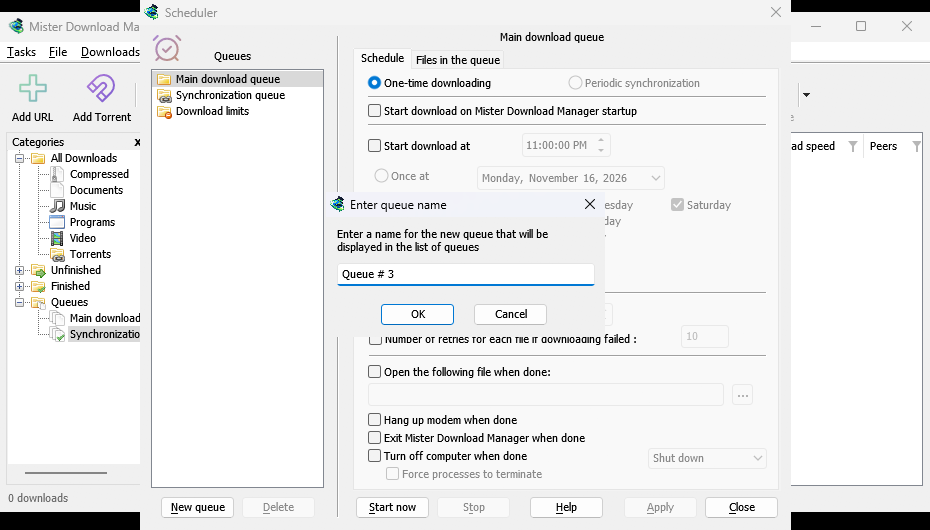 Mister Download Ma
Scheduler
Tasks
File
Downloads
Add URL
Add Torrent
Categories
All Downloads
Compressed
Documents
Music
Programs
Video
Torrents
Unfinished
Finished
Queues
Main download
Synchronizatio
0 downloads
Queues
Main download queue
Synchronization queue
Download limits
New queue
Delete
Main download queue
Schedule
Files in the queue
One-time downloading
Periodic synchronization
Start download on Mister Download Manager startup
Start download at
11:00:00 PM
Once at
Monday, November 16, 2026
esday
Saturday
day
Enter queue name
Enter a name for the new queue that will be
displayed in the list of queues
Queue # 3
OK
Cancel
Number of retries for each file if downloading failed :
10
Open the following file when done:
...
Hang up modem when done
Exit Mister Download Manager when done
Turn off computer when done
Shut down
Force processes to terminate
Start now
Stop
Help
Apply
Close
ad speed
Peers